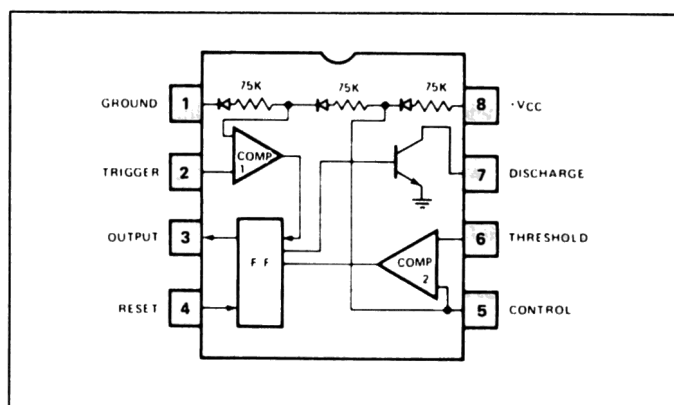 75K 75K 75K
GROUND 1 8 ·VCC
COMP 1
TRIGGER 2 7 DISCHARGE
OUTPUT 3 6 THRESHOLD
F F COMP 2
RESET 4 5 CONTROL